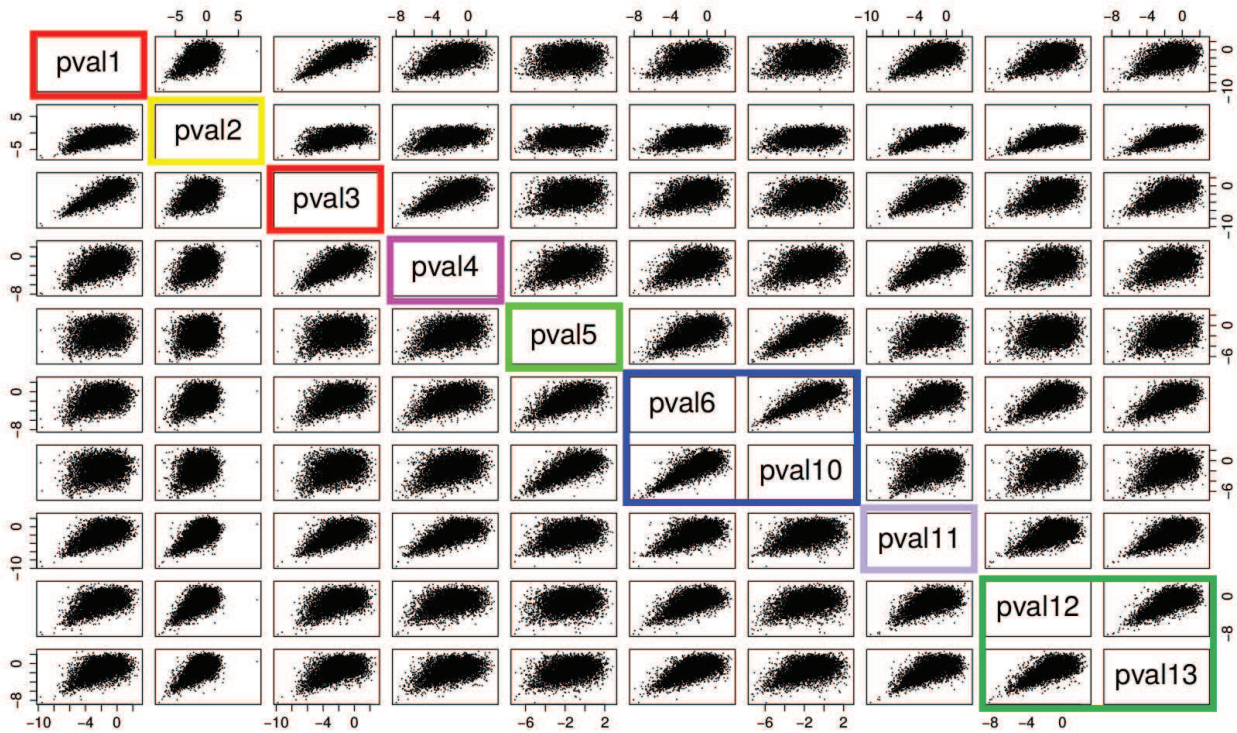 −5 0 5 −8 −4 0 −8 −4 0 −10 −4 0 −8 −4 0
pval1 0 −10
5 −5 pval2
pval3 0 −10
0 −8 pval4
pval5 0 −6
0 −8 pval6
pval10 0 −6
0 −10 pval11
pval12 0 −8
0 −8 pval13
−10 −4 0 −10 −4 0 −6 −2 2 −6 −2 2 −8 −4 0